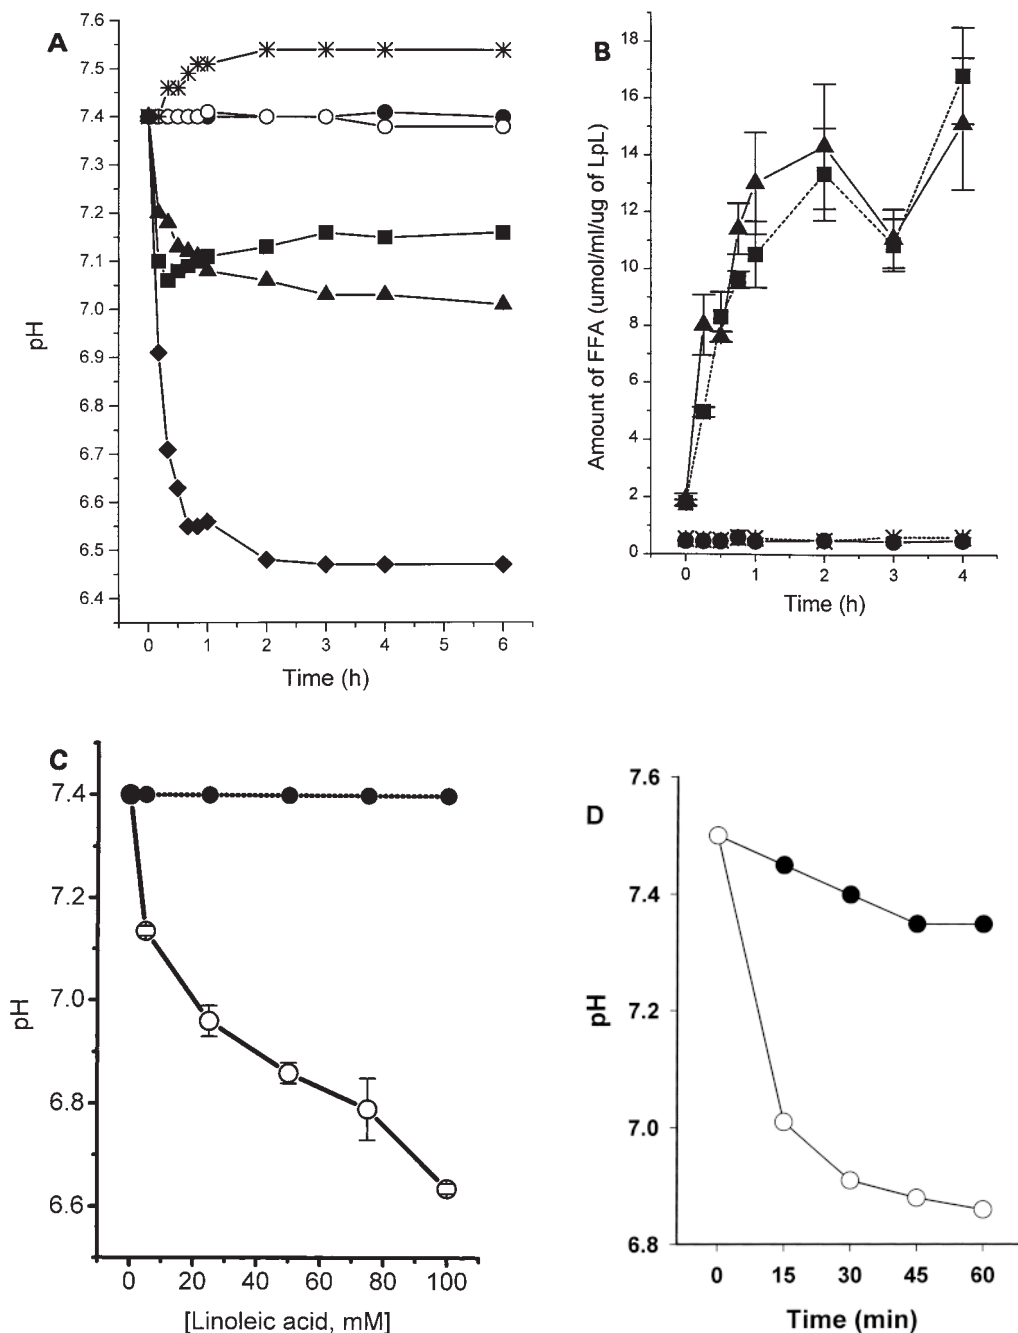 A
7.6
7.5
7.4
7.3
7.2
7.1
7.0
6.9
6.8
6.7
6.6
6.5
6.4
pH
0 1 2 3 4 5 6
Time (h)
B
18
16
14
12
10
8
6
4
2
0
Amount of FFA (umol/ml/ug of LpL)
0 1 2 3 4
Time (h)
C
7.4
7.2
7.0
6.8
6.6
pH
0 20 40 60 80 100
[Linoleic acid, mM]
D
7.6
7.4
7.2
7.0
6.8
pH
0 15 30 45 60
Time (min)